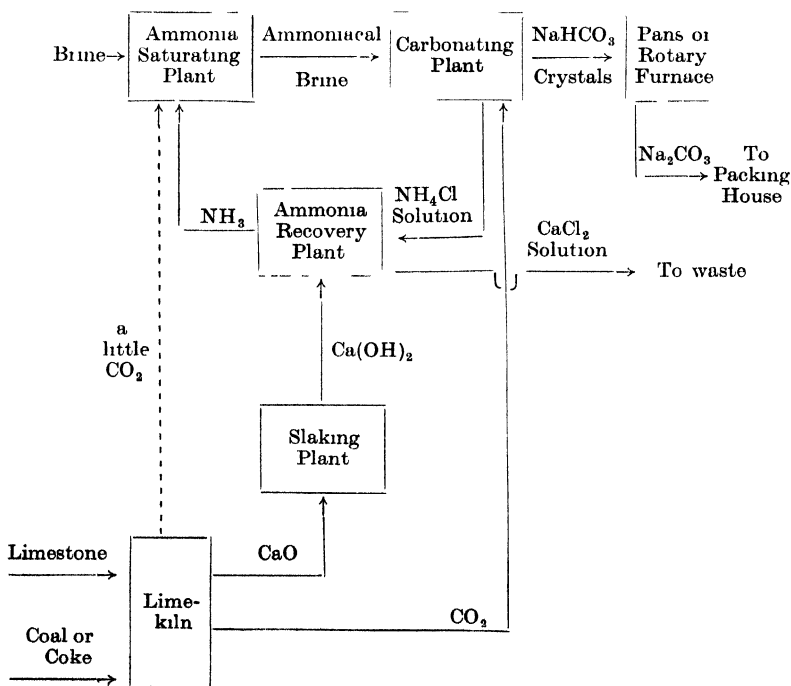 Brine
Ammonia
Saturating
Plant
Ammoniacal
Brine
Carbonating
Plant
NaHCO₃
Crystals
Pans or
Rotary
Furnace
Na₂CO₃
To
Packing
House
NH₃
Ammonia
Recovery
Plant
NH₄Cl
Solution
CaCl₂
Solution
To waste
a
little
CO₂
Ca(OH)₂
Slaking
Plant
Limestone
CaO
Lime-
kiln
CO₂
Coal or
Coke